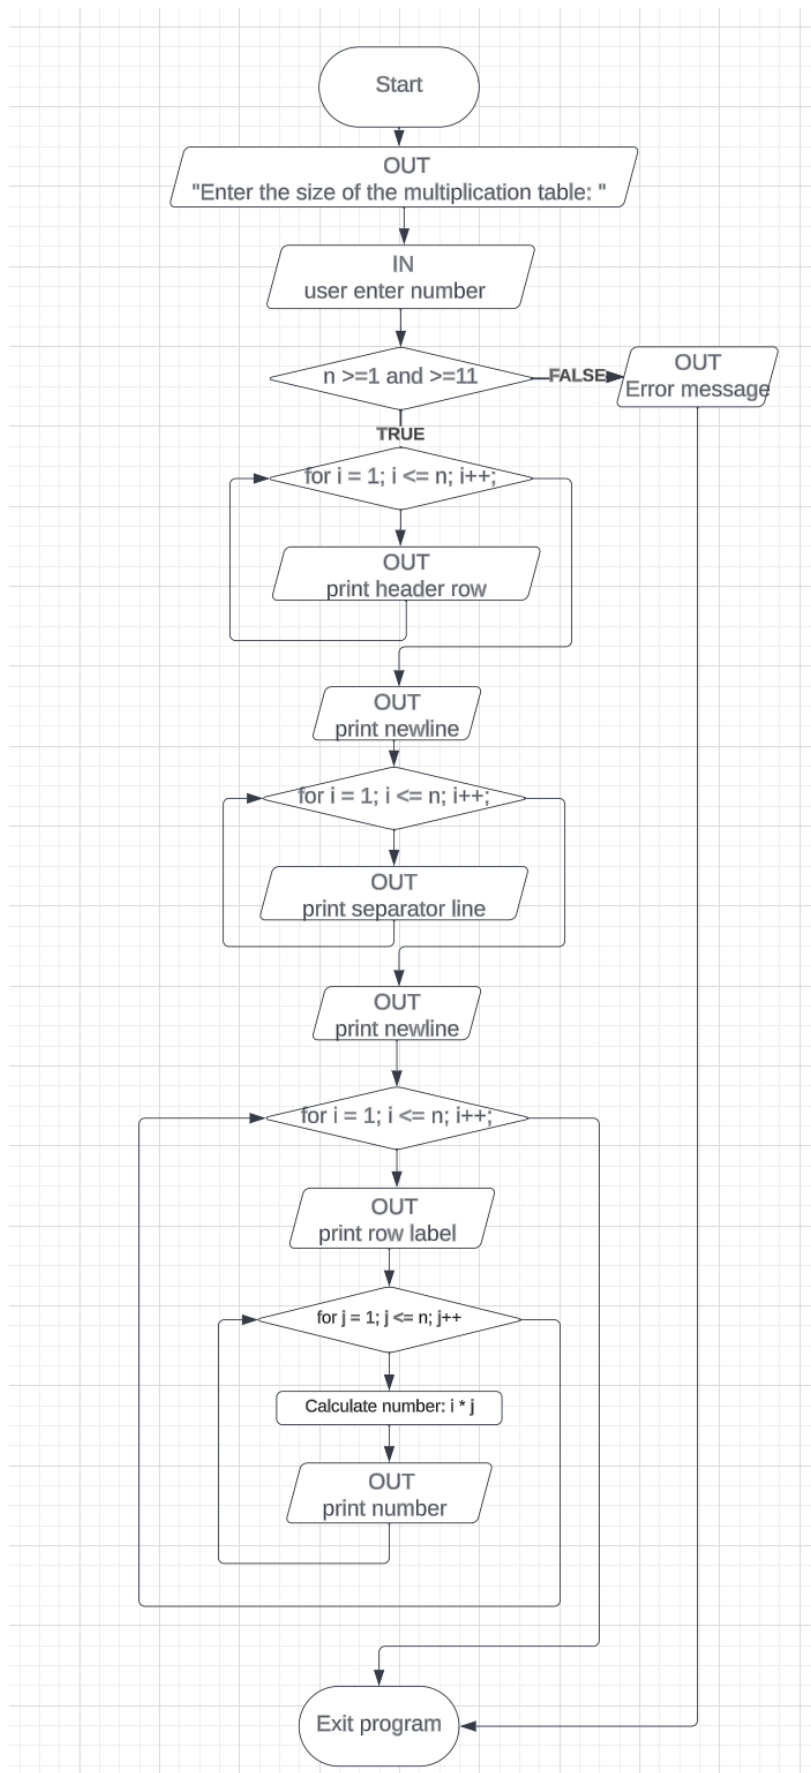 Start
OUT
"Enter the size of the multiplication table: "
IN
user enter number
n >=1 and >=11
FALSE
OUT
Error message
TRUE
for i = 1; i <= n; i++;
OUT
print header row
OUT
print newline
for i = 1; i <= n; i++;
OUT
print separator line
OUT
print newline
for i = 1; i <= n; i++;
OUT
print row label
for j = 1; j <= n; j++
Calculate number: i * j
OUT
print number
Exit program